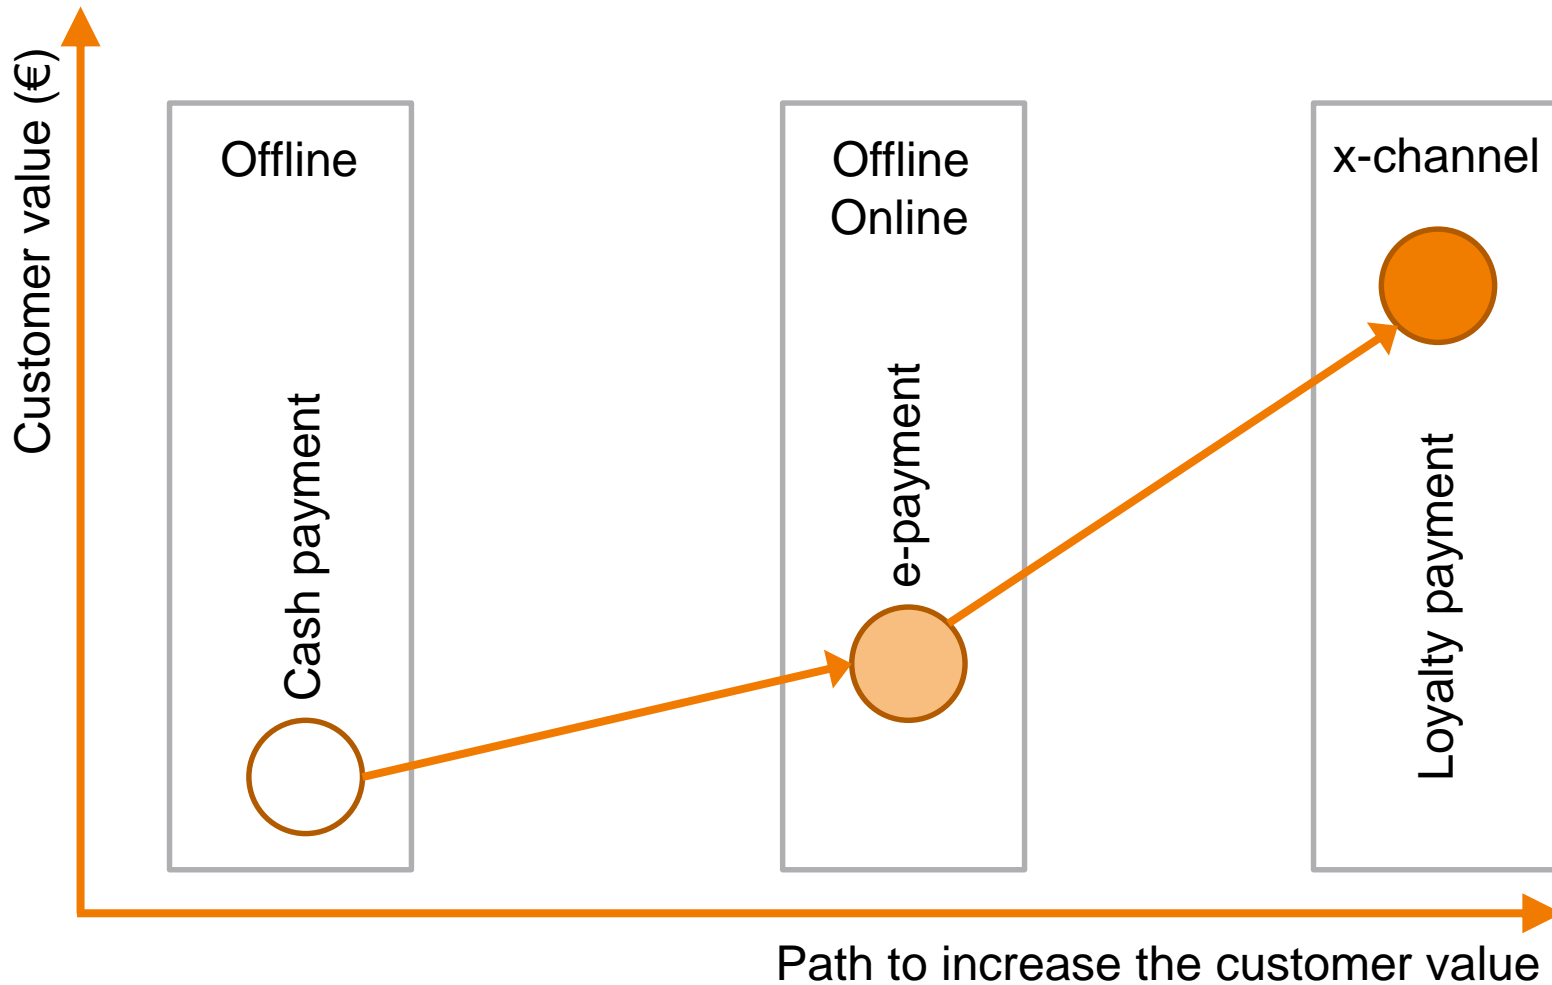 Customer value (€)
Offline
Cash payment
Offline
Online
e-payment
x-channel
Loyalty payment
Path to increase the customer value